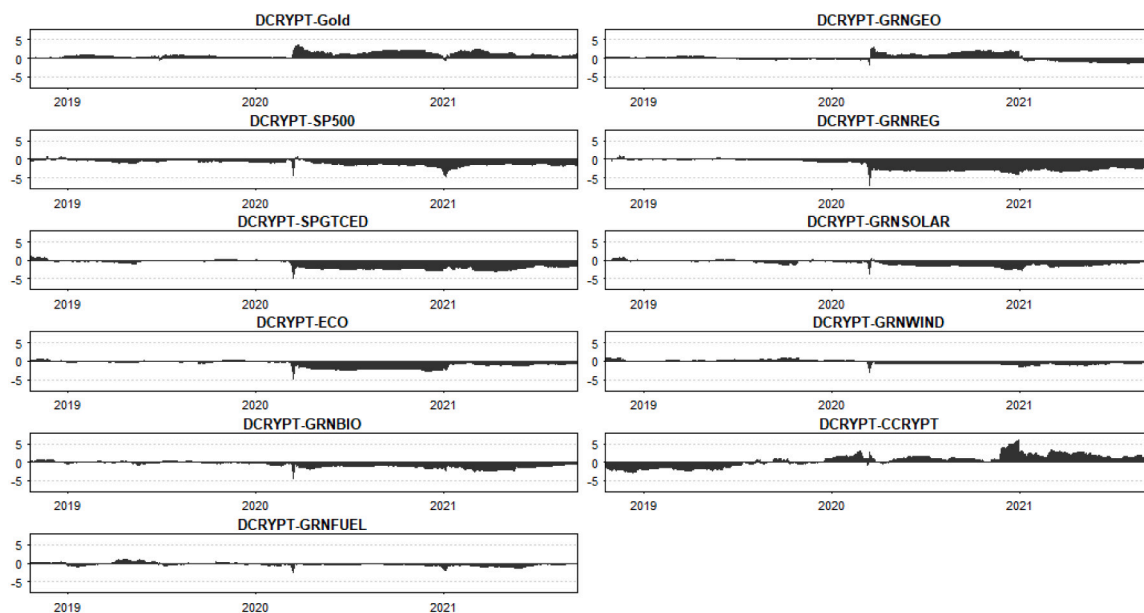 DCRYPT-Gold
5
0
-5
2019 2020 2021
DCRYPT-GRNGEO
5
0
-5
2019 2020 2021
DCRYPT-SP500
5
0
-5
2019 2020 2021
DCRYPT-GRNREG
5
0
-5
2019 2020 2021
DCRYPT-SPGTCED
5
0
-5
2019 2020 2021
DCRYPT-GRNSOLAR
5
0
-5
2019 2020 2021
DCRYPT-ECO
5
0
-5
2019 2020 2021
DCRYPT-GRNWIND
5
0
-5
2019 2020 2021
DCRYPT-GRNBIO
5
0
-5
2019 2020 2021
DCRYPT-CCRYPT
5
0
-5
2019 2020 2021
DCRYPT-GRNFUEL
5
0
-5
2019 2020 2021